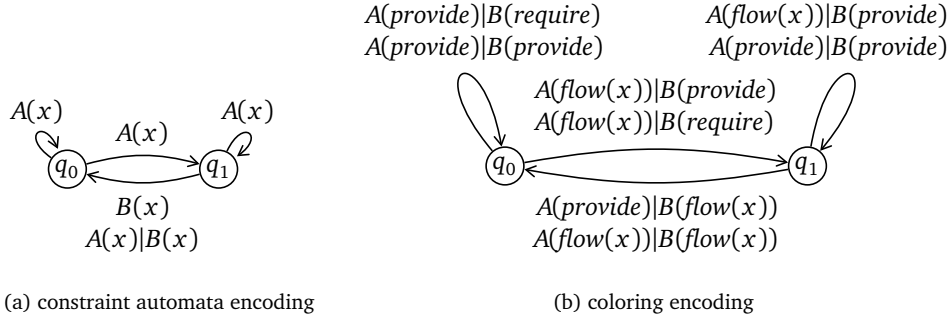 A(x)
A(x)
A(x)
q0
q1
B(x)
A(x)|B(x)
(a) constraint automata encoding
A(provide)|B(require)
A(provide)|B(provide)
A(flow(x))|B(provide)
A(provide)|B(provide)
A(flow(x))|B(provide)
A(flow(x))|B(require)
q0
q1
A(provide)|B(flow(x))
A(flow(x))|B(flow(x))
(b) coloring encoding